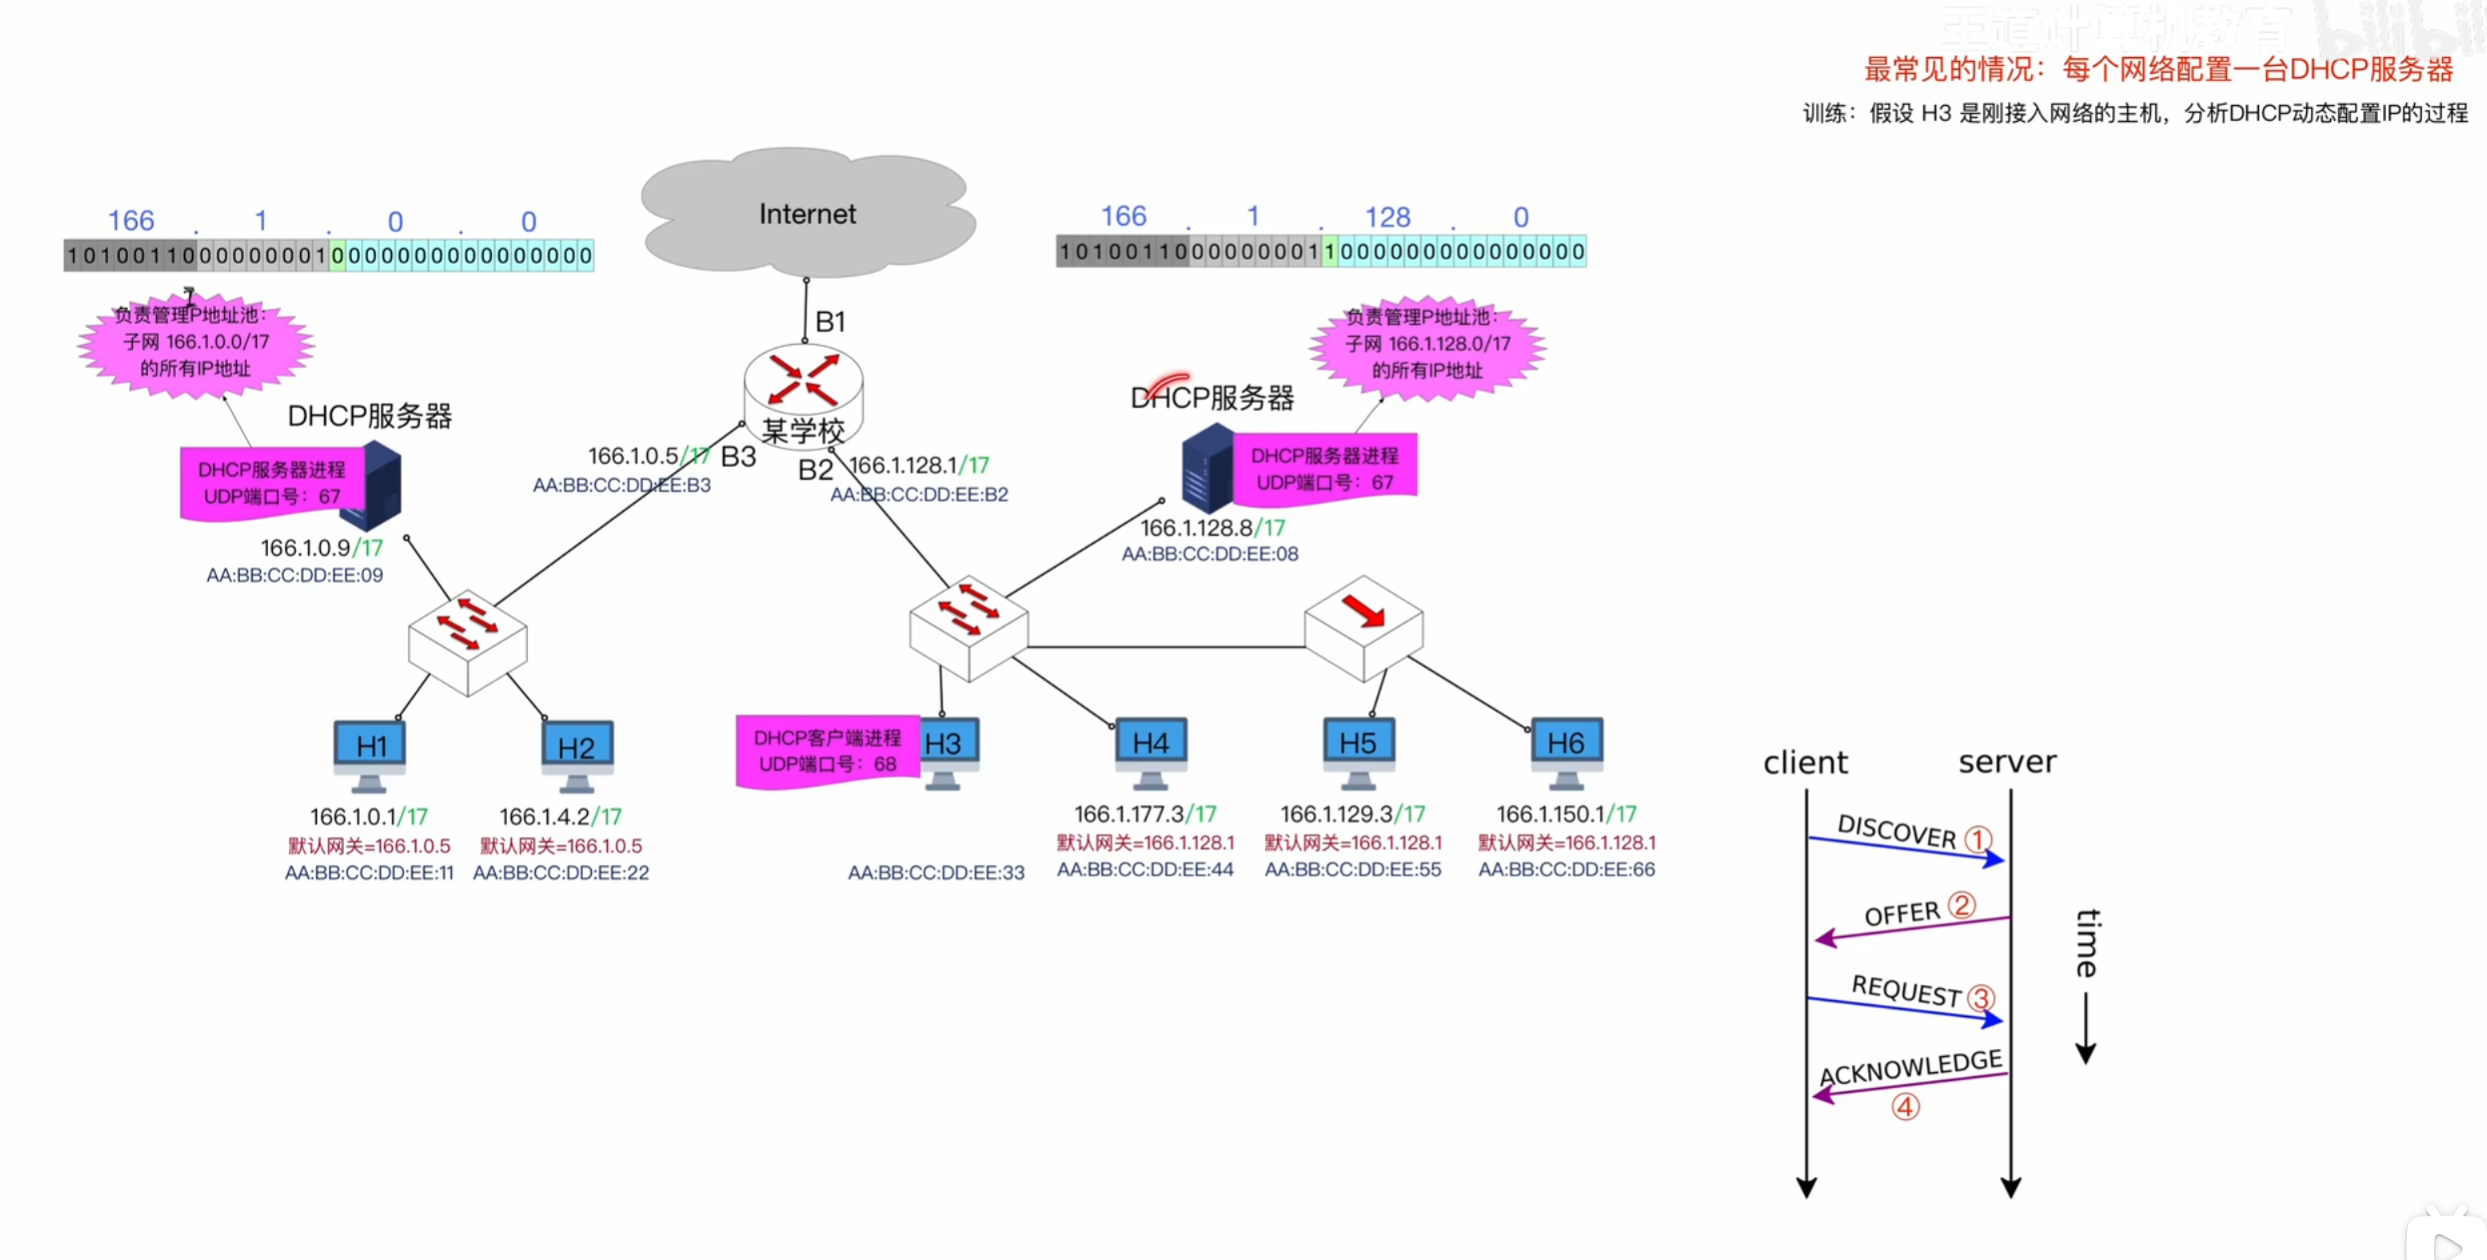 王道计算机教育
bilibili
最常见的情况：每个网络配置一台DHCP服务器
训练：假设 H3 是刚接入网络的主机，分析DHCP动态配置IP的过程
166 . 1 . 0 . 0
10100110000000010000000000000000
Internet
166 . 1 . 128 . 0
10100110000000011000000000000000
负责管理P地址池：
子网 166.1.0.0/17
的所有IP地址
DHCP服务器
DHCP服务器进程
UDP端口号：67
166.1.0.9/17
AA:BB:CC:DD:EE:09
B1
某学校
B3
B2
166.1.0.5/17
AA:BB:CC:DD:EE:B3
166.1.128.1/17
AA:BB:CC:DD:EE:B2
负责管理P地址池：
子网 166.1.128.0/17
的所有IP地址
DHCP服务器
DHCP服务器进程
UDP端口号：67
166.1.128.8/17
AA:BB:CC:DD:EE:08
H1
166.1.0.1/17
默认网关=166.1.0.5
AA:BB:CC:DD:EE:11
H2
166.1.4.2/17
默认网关=166.1.0.5
AA:BB:CC:DD:EE:22
DHCP客户端进程
UDP端口号：68
H3
AA:BB:CC:DD:EE:33
H4
166.1.177.3/17
默认网关=166.1.128.1
AA:BB:CC:DD:EE:44
H5
166.1.129.3/17
默认网关=166.1.128.1
AA:BB:CC:DD:EE:55
H6
166.1.150.1/17
默认网关=166.1.128.1
AA:BB:CC:DD:EE:66
client
server
DISCOVER ①
OFFER ②
REQUEST ③
ACKNOWLEDGE
④
time